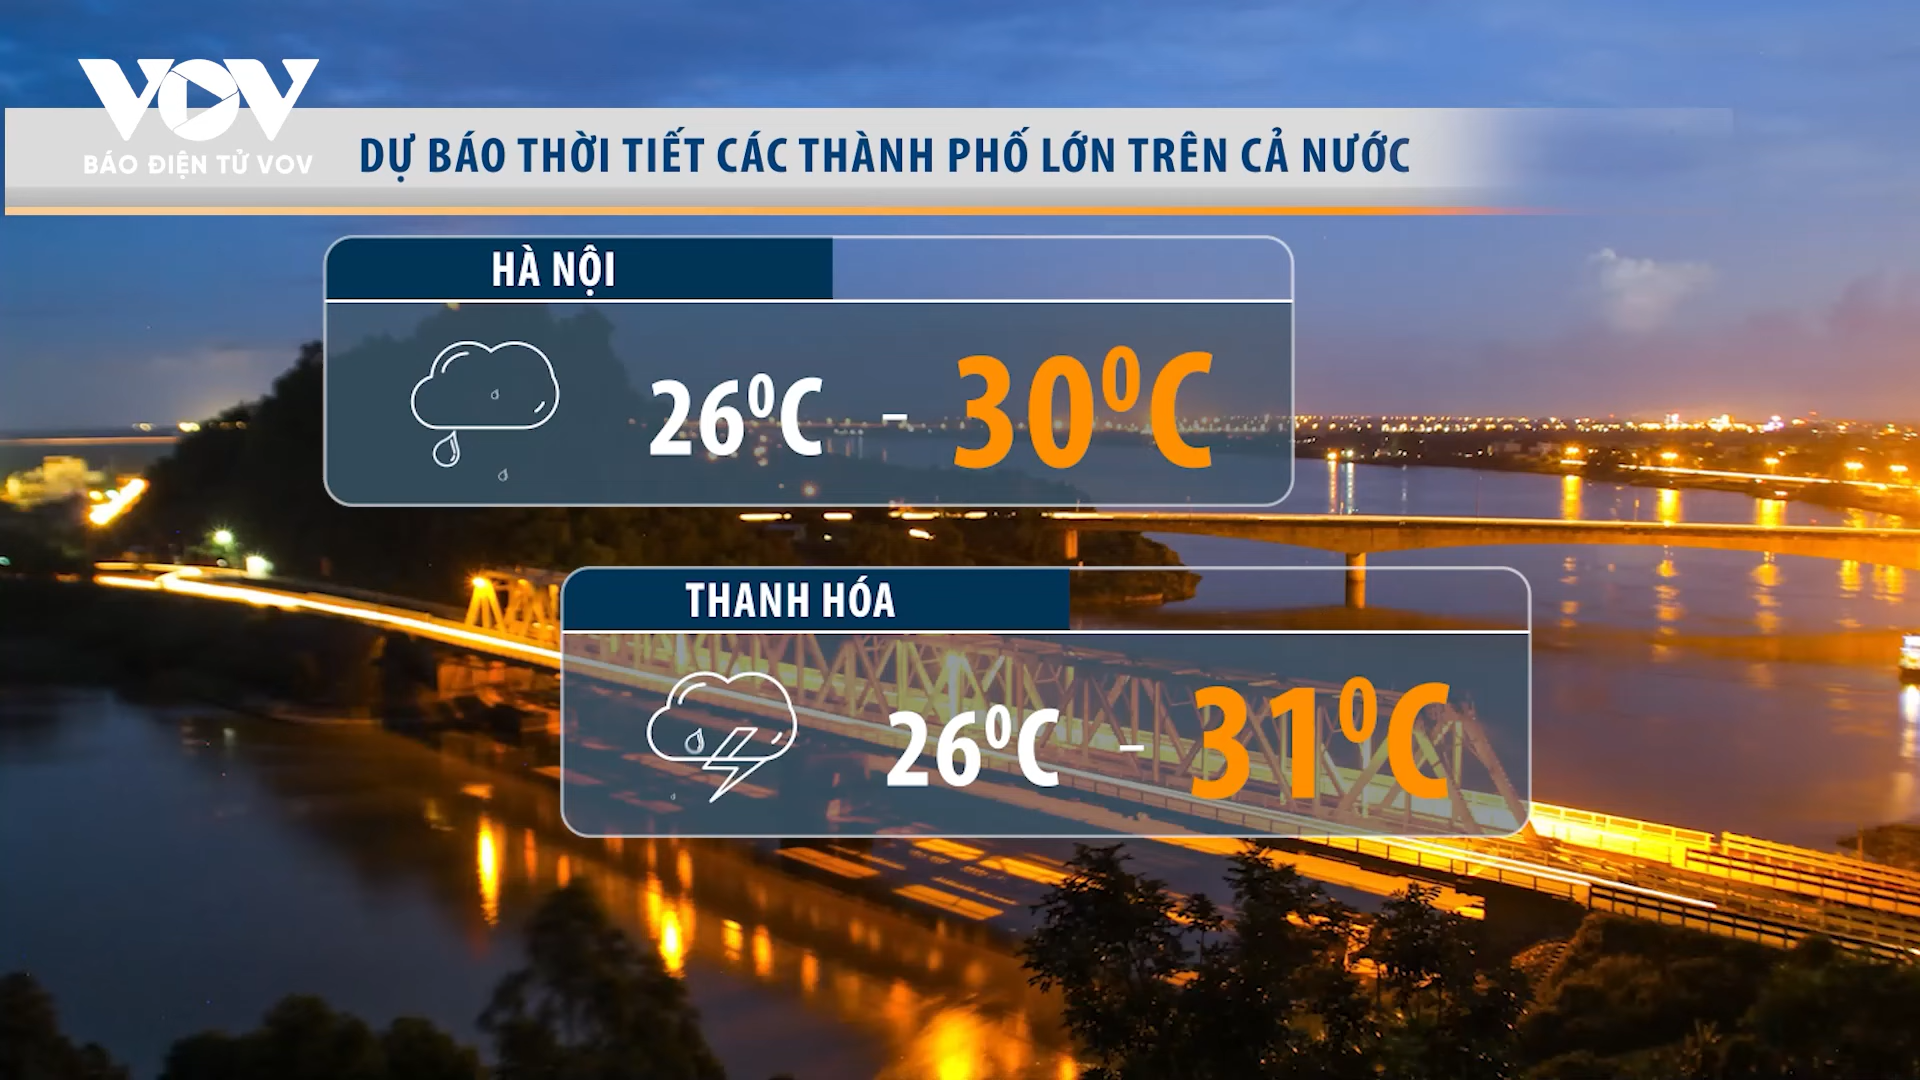 VOV
BÁO ĐIỆN TỬ VOV
DỰ BÁO THỜI TIẾT CÁC THÀNH PHỐ LỚN TRÊN CẢ NƯỚC
HÀ NỘI
26⁰C - 30⁰C
THANH HÓA
26⁰C - 31⁰C